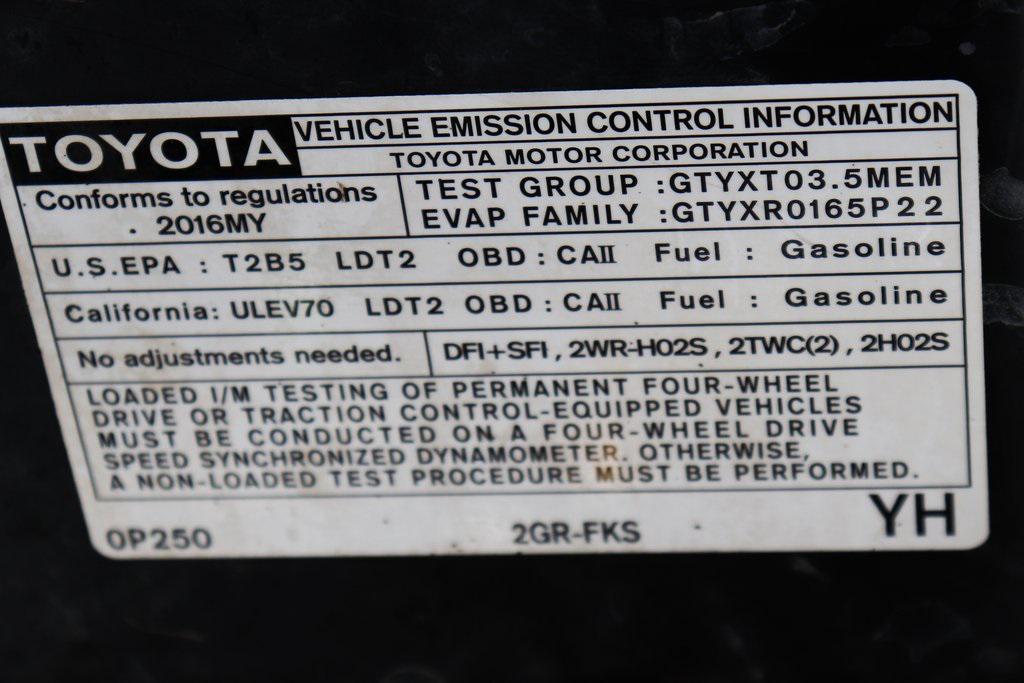 TOYOTA VEHICLE EMISSION CONTROL INFORMATION
TOYOTA MOTOR CORPORATION
Conforms to regulations
. 2016MY
TEST GROUP :GTYXT03.5MEM
EVAP FAMILY :GTYXR0165P22
U.S.EPA : T2B5 LDT2 OBD : CAII Fuel : Gasoline
California: ULEV70 LDT2 OBD : CAII Fuel : Gasoline
No adjustments needed. DFI+SFI , 2WR-HO2S , 2TWC(2) , 2HO2S
LOADED I/M TESTING OF PERMANENT FOUR-WHEEL
DRIVE OR TRACTION CONTROL-EQUIPPED VEHICLES
MUST BE CONDUCTED ON A FOUR-WHEEL DRIVE
SPEED SYNCHRONIZED DYNAMOMETER. OTHERWISE,
A NON-LOADED TEST PROCEDURE MUST BE PERFORMED.
0P250 2GR-FKS YH